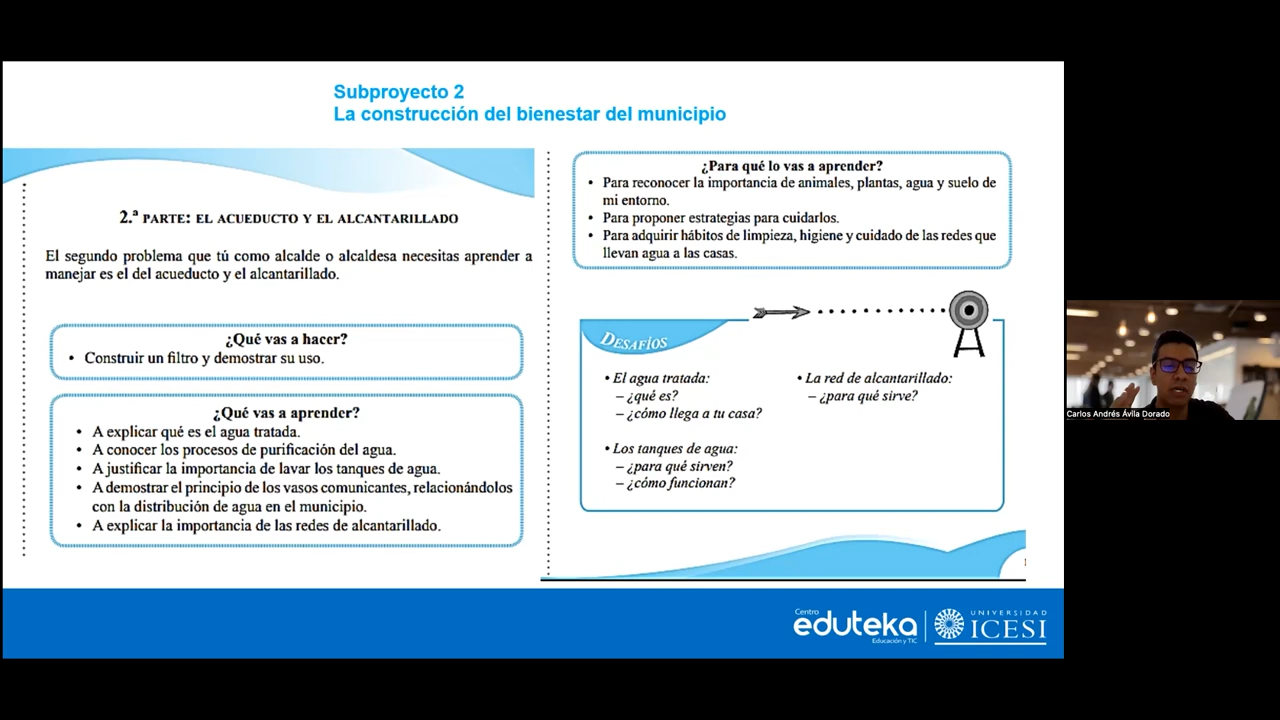 Subproyecto 2
La construcción del bienestar del municipio
2.ª PARTE: EL ACUEDUCTO Y EL ALCANTARILLADO
El segundo problema que tú como alcalde o alcaldesa necesitas aprender a
manejar es el del acueducto y el alcantarillado.
¿Qué vas a hacer?
• Construir un filtro y demostrar su uso.
¿Qué vas a aprender?
• A explicar qué es el agua tratada.
• A conocer los procesos de purificación del agua.
• A justificar la importancia de lavar los tanques de agua.
• A demostrar el principio de los vasos comunicantes, relacionándolos
con la distribución de agua en el municipio.
• A explicar la importancia de las redes de alcantarillado.
¿Para qué lo vas a aprender?
• Para reconocer la importancia de animales, plantas, agua y suelo de
mi entorno.
• Para proponer estrategias para cuidarlos.
• Para adquirir hábitos de limpieza, higiene y cuidado de las redes que
llevan agua a las casas.
DESAFÍOS
• El agua tratada:
– ¿qué es?
– ¿cómo llega a tu casa?
• Los tanques de agua:
– ¿para qué sirven?
– ¿cómo funcionan?
• La red de alcantarillado:
– ¿para qué sirve?
Centro
eduteka
Educación y TIC
UNIVERSIDAD
ICESI
Carlos Andrés Ávila Dorado